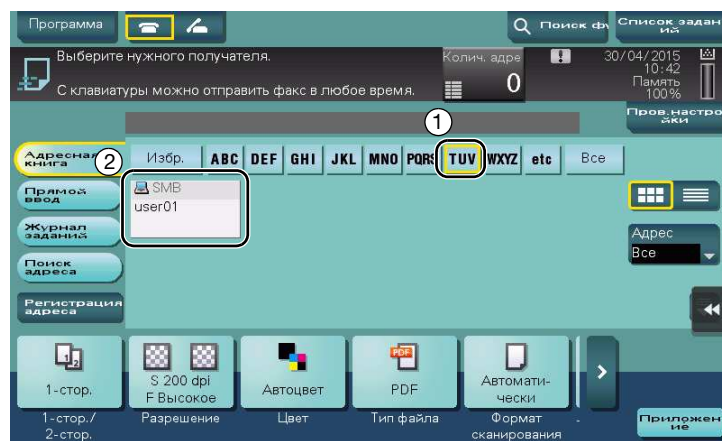 Программа
Поиск ф
Список задан
ий
Выберите нужного получателя.
С клавиатуры можно отправить факс в любое время.
Колич. адре
0
30/04/2015
10:42
Память
100%
Пров.настро
йки
1
Адресная
книга
2
Избр.
ABC
DEF
GHI
JKL
MNO
PQRS
TUV
WXYZ
etc
Все
SMB
user01
Прямой
ввод
Журнал
заданий
Поиск
адреса
Регистрация
адреса
Адрес
Все
1-стор.
S 200 dpi
F Высокое
Автоцвет
PDF
PDF
Автомати-
чески
1-стор./
2-стор.
Разрешение
Цвет
Тип файла
Формат
сканирования
Приложен
ие